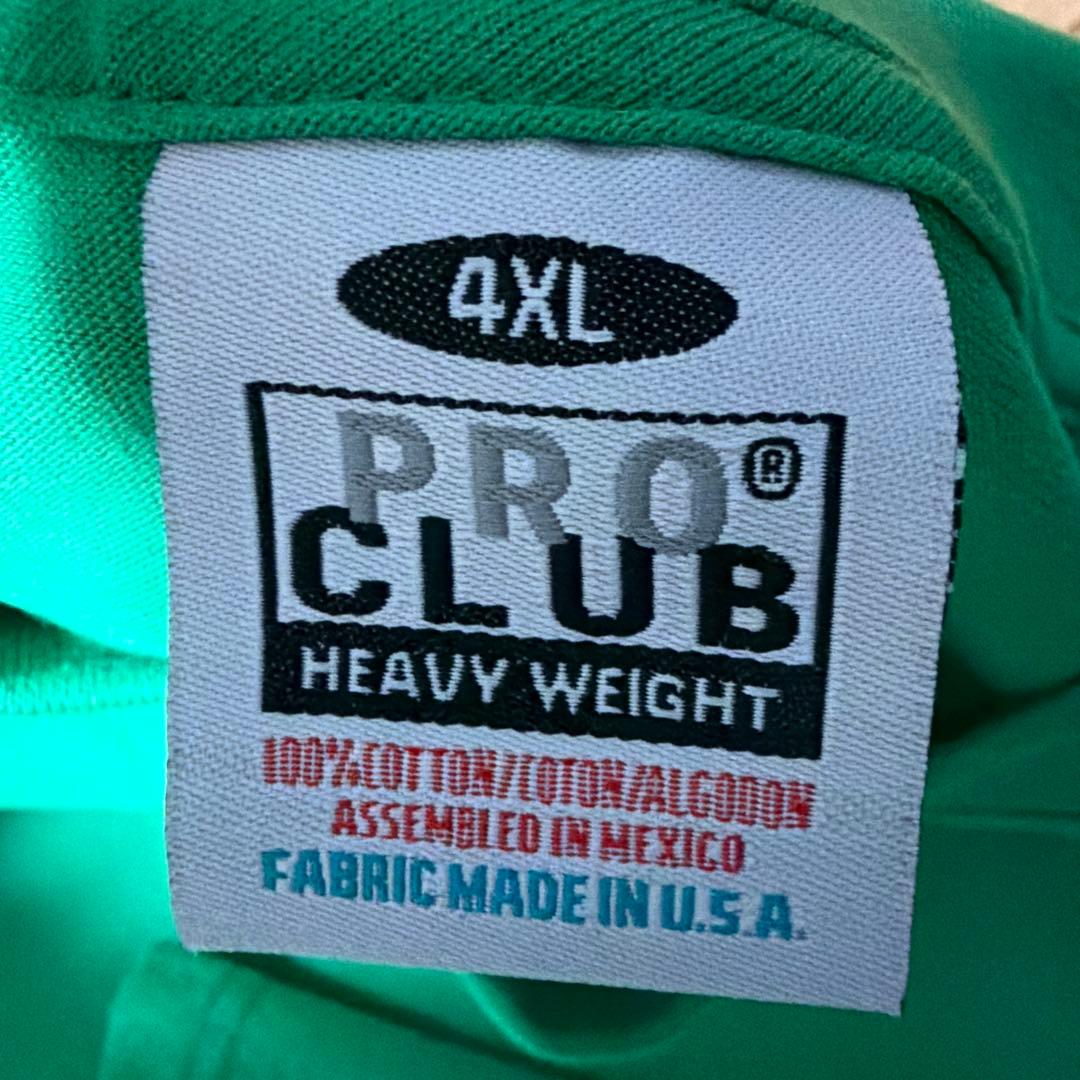 4XL
PRO®
CLUB
HEAVY WEIGHT
100%COTTON/COTON/ALGODON
ASSEMBLED IN MEXICO
FABRIC MADE IN U.S.A.